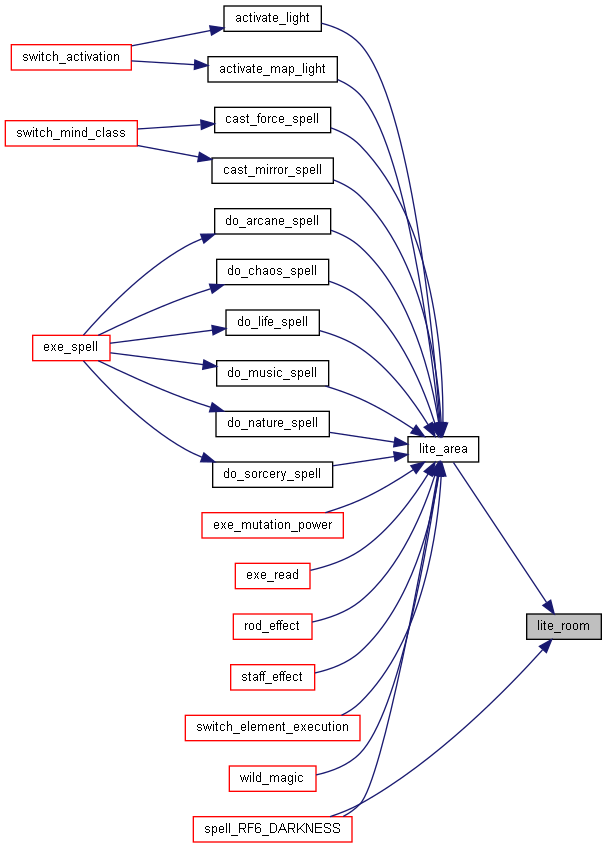 activate_light
switch_activation
activate_map_light
cast_force_spell
switch_mind_class
cast_mirror_spell
do_arcane_spell
do_chaos_spell
do_life_spell
exe_spell
do_music_spell
do_nature_spell
lite_area
do_sorcery_spell
exe_mutation_power
exe_read
rod_effect
lite_room
staff_effect
switch_element_execution
wild_magic
spell_RF6_DARKNESS